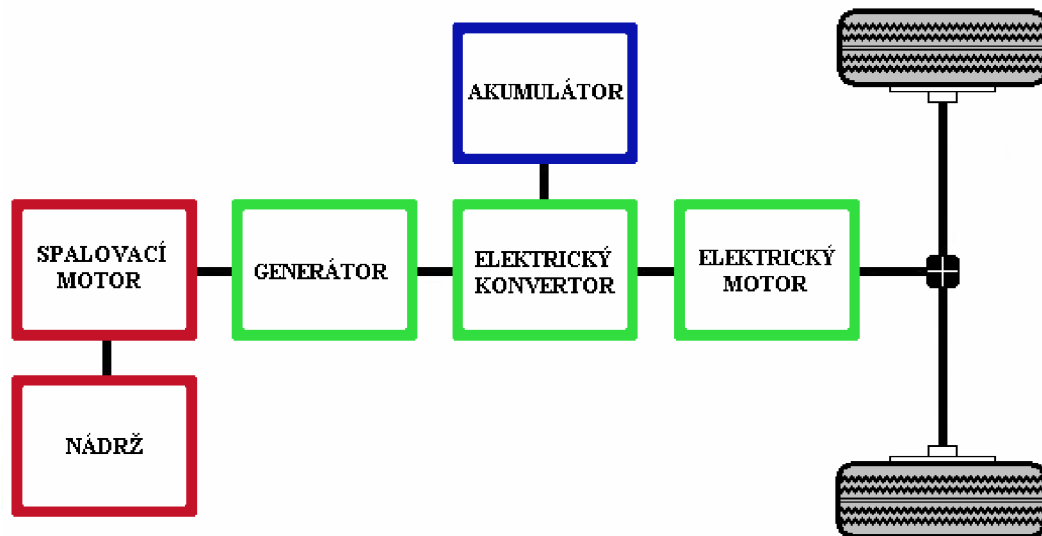 AKUMULÁTOR
SPALOVACÍ
MOTOR
GENERÁTOR
ELEKTRICKÝ
KONVERTOR
ELEKTRICKÝ
MOTOR
NÁDRŽ